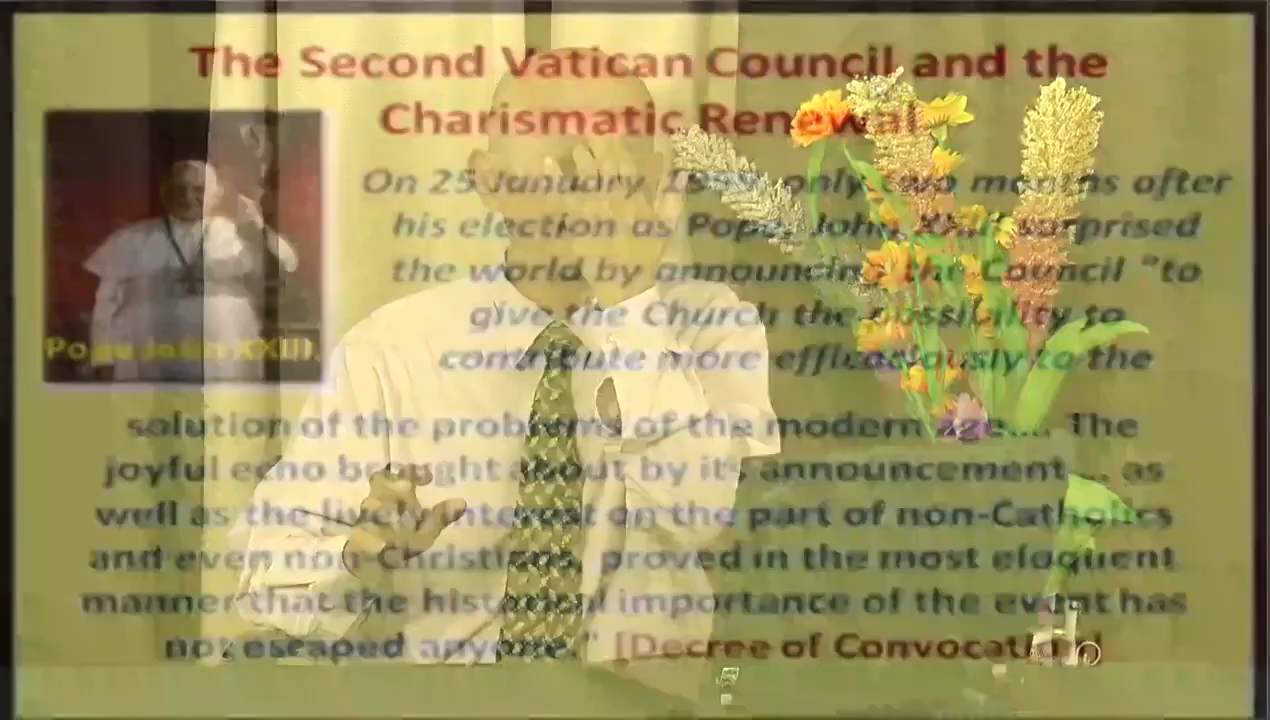 The Second Vatican Council and the
Charismatic Renewal
On 25 January, only two months after
his election as Pope, John XXIII surprised
the world by announcing the Council "to
give the Church the possibility to
contribute more efficaciously to the
Pope John XXIII
solution of the problems of the modern age.... The
joyful echo brought about by its announcement ... as
well as the lively interest on the part of non-Catholics
and even non-Christians, proved in the most eloquent
manner that the historical importance of the event has
not escaped anyone." [Decree of Convocation]